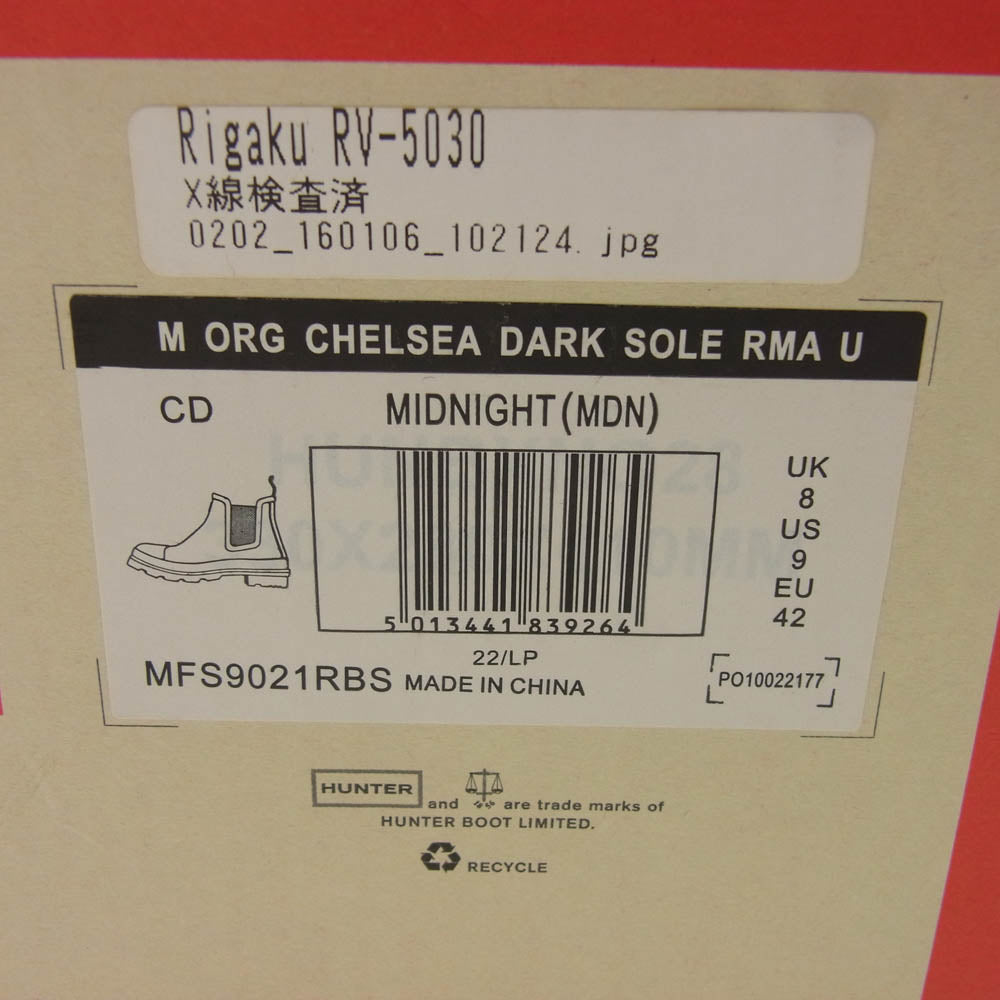 Rigaku RV-5030
X線検査済
0202_160106_102124.jpg
M ORG CHELSEA DARK SOLE RMA U
CD
MIDNIGHT(MDN)
UK
8
US
9
EU
42
5 013441 839264
22/LP
MFS9021RBS MADE IN CHINA
PO10022177
HUNTER and are trade marks of
HUNTER BOOT LIMITED.
RECYCLE